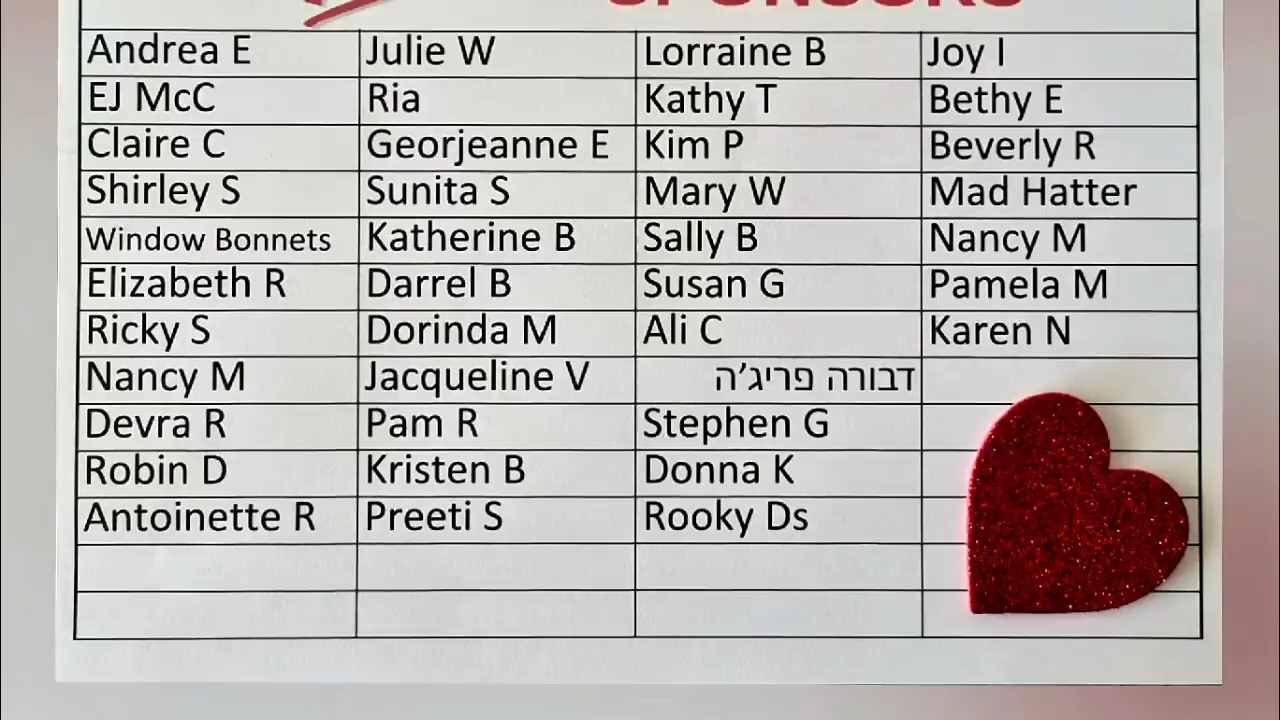 SPONSORS
Andrea E Julie W Lorraine B Joy I
EJ McC Ria Kathy T Bethy E
Claire C Georjeanne E Kim P Beverly R
Shirley S Sunita S Mary W Mad Hatter
Window Bonnets Katherine B Sally B Nancy M
Elizabeth R Darrel B Susan G Pamela M
Ricky S Dorinda M Ali C Karen N
Nancy M Jacqueline V דבורה פריג'ה
Devra R Pam R Stephen G
Robin D Kristen B Donna K
Antoinette R Preeti S Rooky Ds